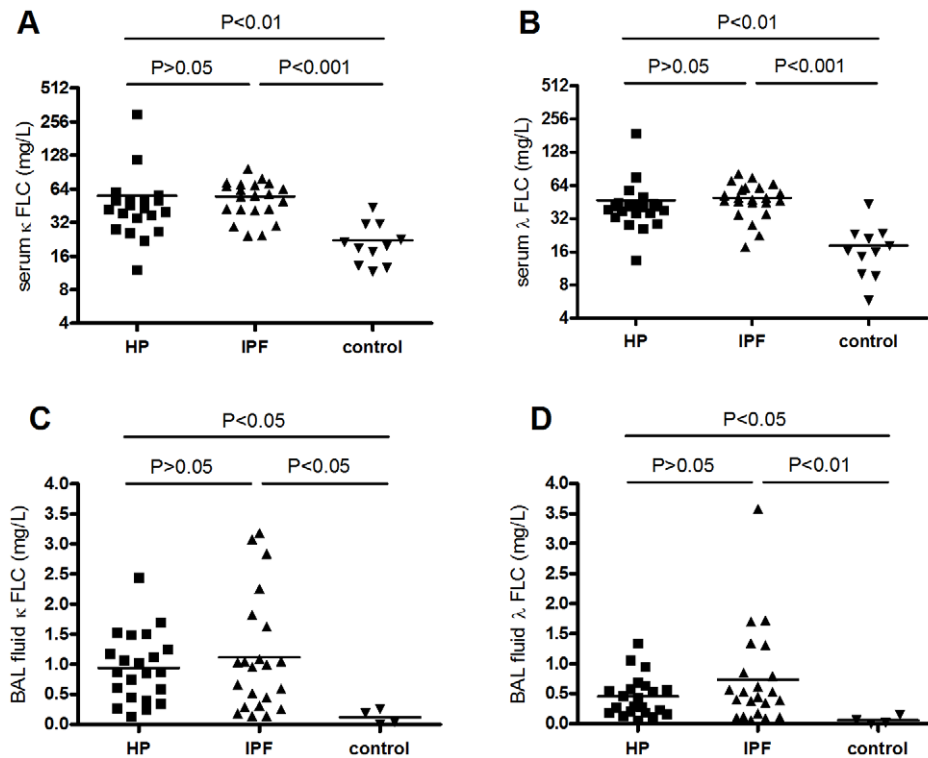 A
P<0.01
P>0.05 P<0.001
serum κ FLC (mg/L)
512
256
128
64
32
16
8
4
HP IPF control
B
P<0.01
P>0.05 P<0.001
serum λ FLC (mg/L)
512
256
128
64
32
16
8
4
HP IPF control
C
P<0.05
P>0.05 P<0.05
BAL fluid κ FLC (mg/L)
4.0
3.5
3.0
2.5
2.0
1.5
1.0
0.5
0.0
HP IPF control
D
P<0.05
P>0.05 P<0.01
BAL fluid λ FLC (mg/L)
4.0
3.5
3.0
2.5
2.0
1.5
1.0
0.5
0.0
HP IPF control